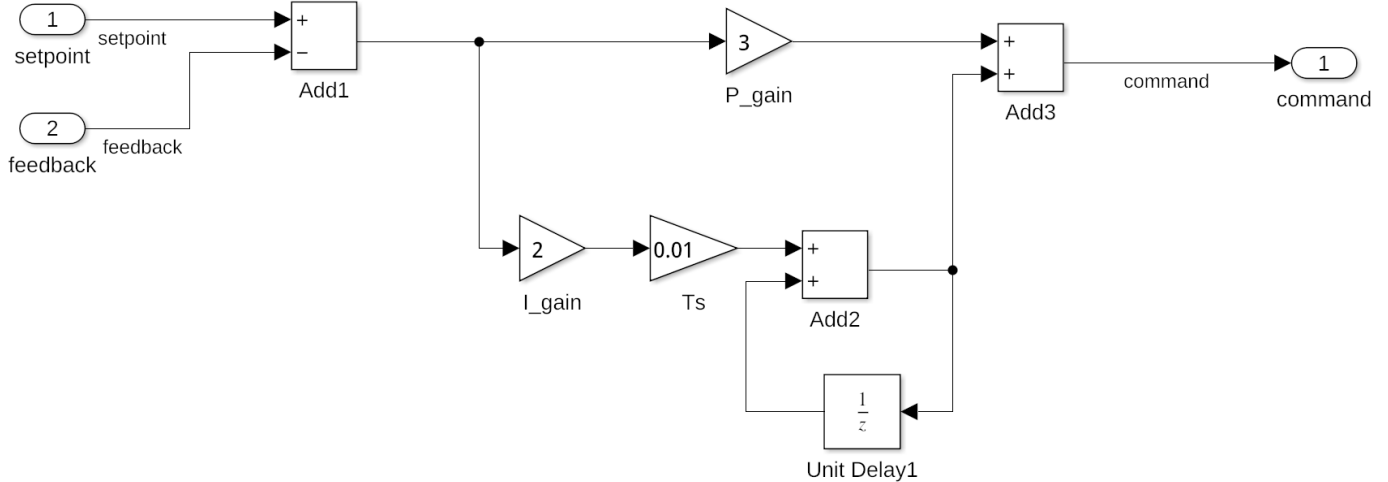 1
setpoint
setpoint
+
−
Add1
2
feedback
feedback
3
P_gain
+
+
Add3
command
1
command
2
I_gain
0.01
Ts
+
+
Add2
1
z
Unit Delay1